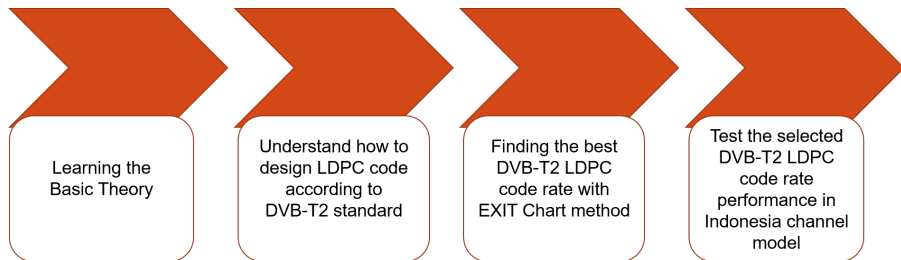 Learning the
Basic Theory
Understand how to
design LDPC code
according to
DVB-T2 standard
Finding the best
DVB-T2 LDPC
code rate with
EXIT Chart method
Test the selected
DVB-T2 LDPC
code rate
performance in
Indonesia channel
model